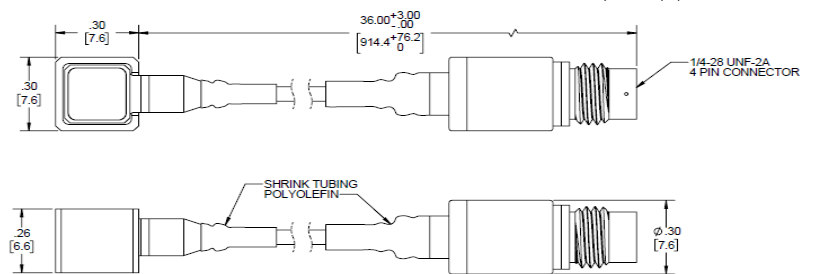 .30
[7.6]
36.00+3.00
-.00
[914.4+76.2
0]
.30
[7.6]
1/4-28 UNF-2A
4 PIN CONNECTOR
SHRINK TUBING
POLYOLEFIN
.26
[6.6]
Ø.30
[7.6]